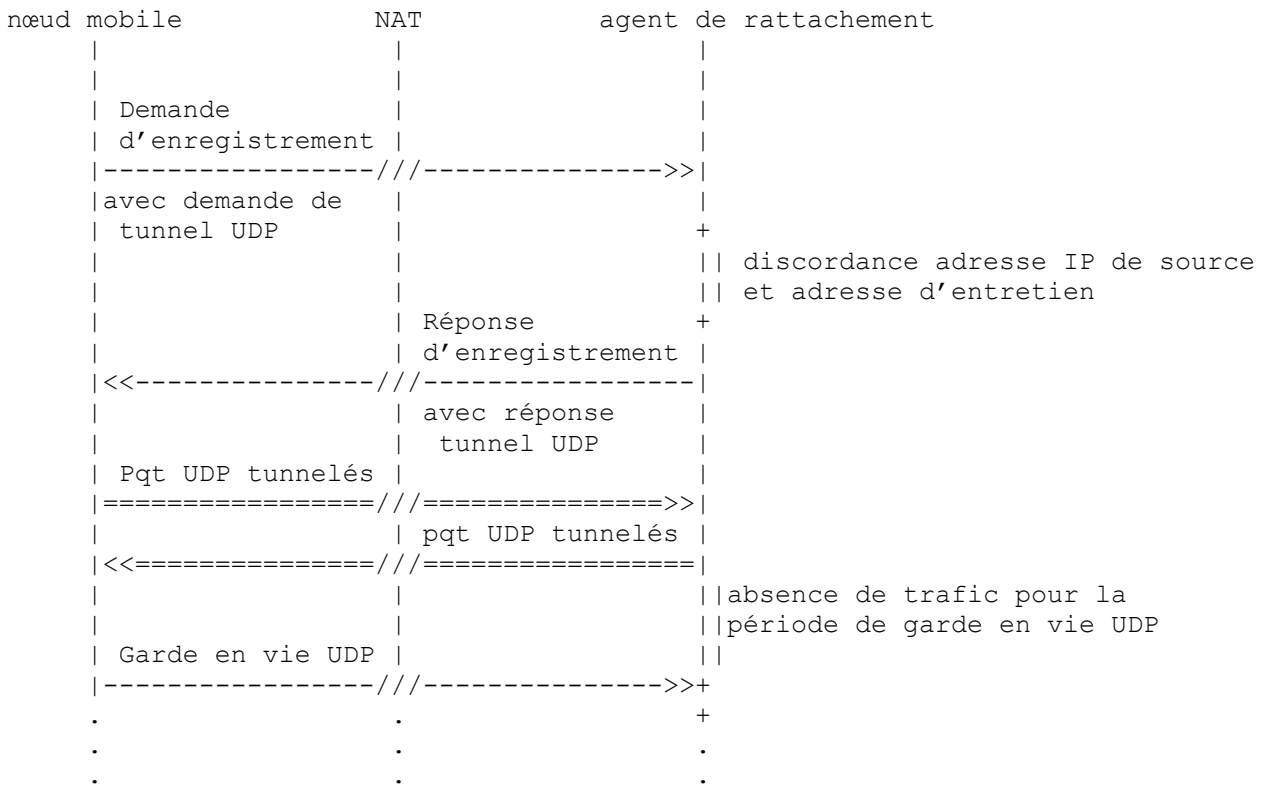 nœud mobile NAT agent de rattachement
Demande
d'enregistrement
avec demande de
tunnel UDP
discordance adresse IP de source
et adresse d'entretien
Réponse
d'enregistrement
avec réponse
tunnel UDP
Pqt UDP tunnelés
pqt UDP tunnelés
absence de trafic pour la
période de garde en vie UDP
Garde en vie UDP